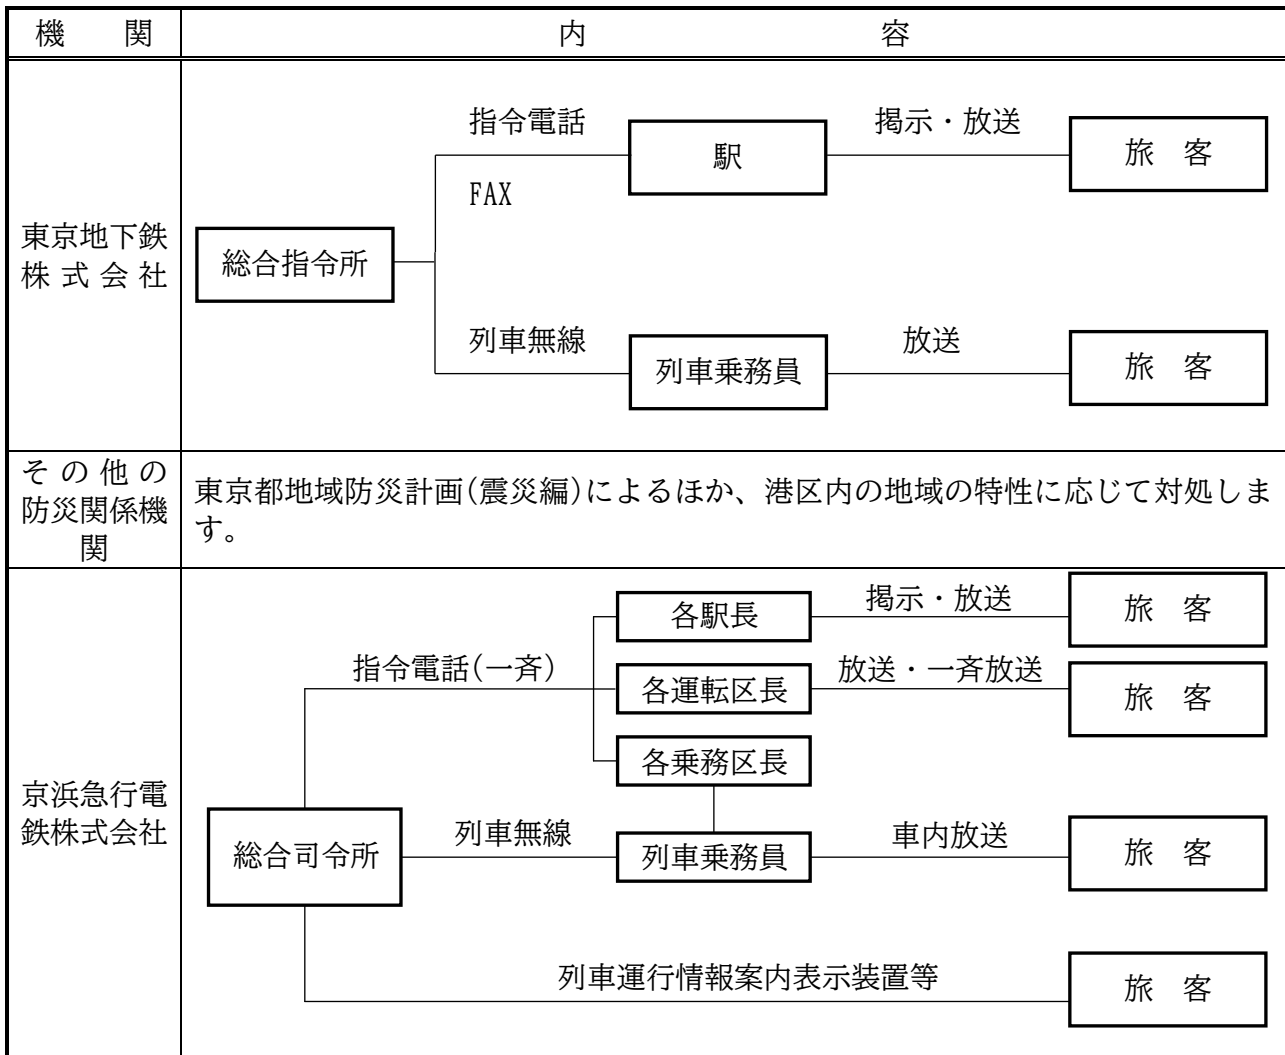 機　関　内　容
東京地下鉄
株式会社
総合指令所
指令電話
FAX
駅
掲示・放送
旅　客
列車無線
列車乗務員
放送
旅　客
その他の
防災関係機
関
東京都地域防災計画(震災編)によるほか、港区内の地域の特性に応じて対処しま
す。
京浜急行電
鉄株式会社
総合司令所
指令電話(一斉)
各駅長
掲示・放送
旅　客
各運転区長
放送・一斉放送
旅　客
各乗務区長
列車無線
列車乗務員
車内放送
旅　客
列車運行情報案内表示装置等
旅　客